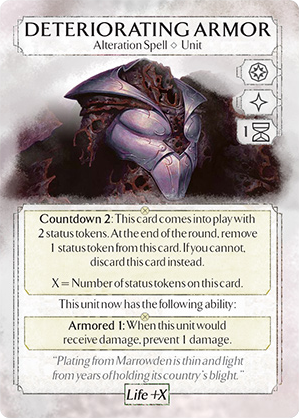 DETERIORATING ARMOR
Alteration Spell ◇ Unit
1
Countdown 2: This card comes into play with
2 status tokens. At the end of the round, remove
1 status token from this card. If you cannot,
discard this card instead.
X = Number of status tokens on this card.
This unit now has the following ability:
Armored 1: When this unit would
receive damage, prevent 1 damage.
"Plating from Marrowden is thin and light
from years of holding its country's blight."
Life +X